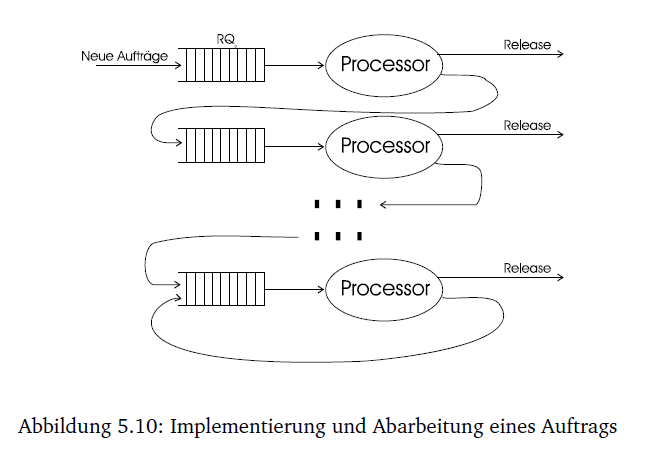 RQ
Neue Aufträge
Processor
Release
Processor
Release
Processor
Release
Abbildung 5.10: Implementierung und Abarbeitung eines Auftrags